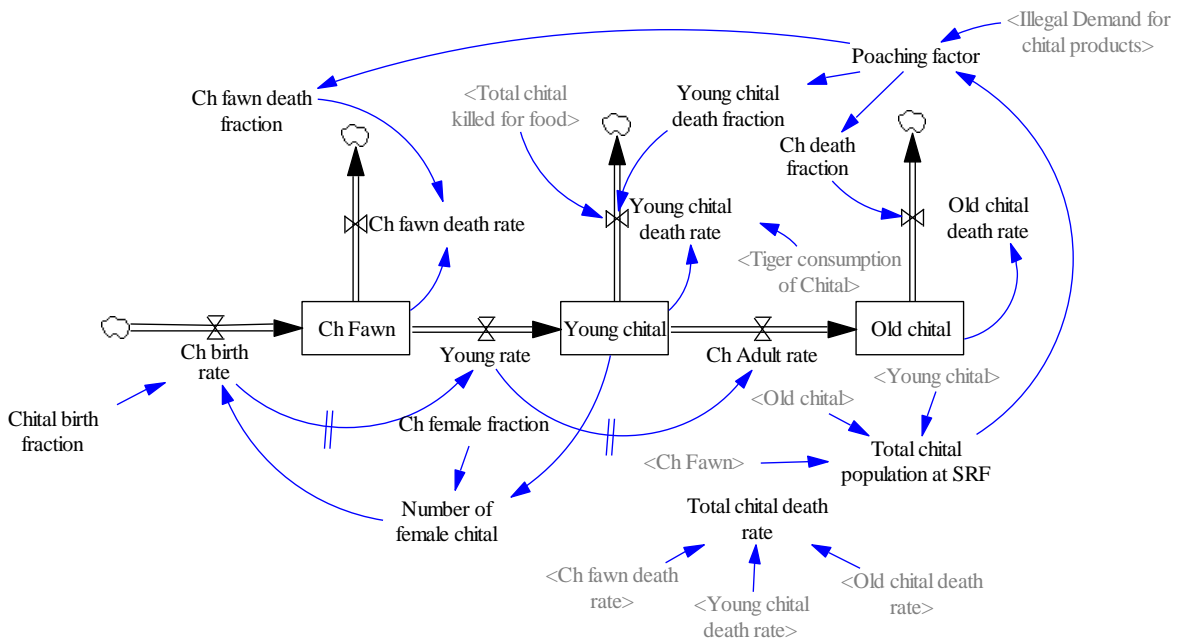 <Illegal Demand for
chital products>
Poaching factor
Ch fawn death
fraction
<Total chital
killed for food>
Young chital
death fraction
Ch death
fraction
Ch fawn death rate
Young chital
death rate
Old chital
death rate
<Tiger consumption
of Chital>
Ch Fawn
Young chital
Old chital
Ch birth
rate
Young rate
Ch Adult rate
Chital birth
fraction
Ch female fraction
<Old chital>
<Young chital>
<Ch Fawn>
Total chital
population at SRF
Number of
female chital
Total chital death
rate
<Ch fawn death
rate>
<Young chital
death rate>
<Old chital death
rate>